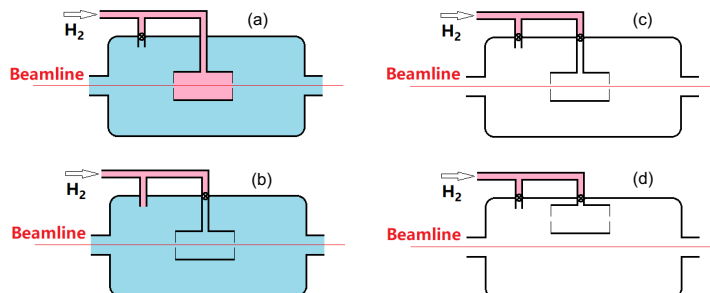 (a)
H₂
Beamline
(b)
H₂
Beamline
(c)
H₂
Beamline
(d)
H₂
Beamline